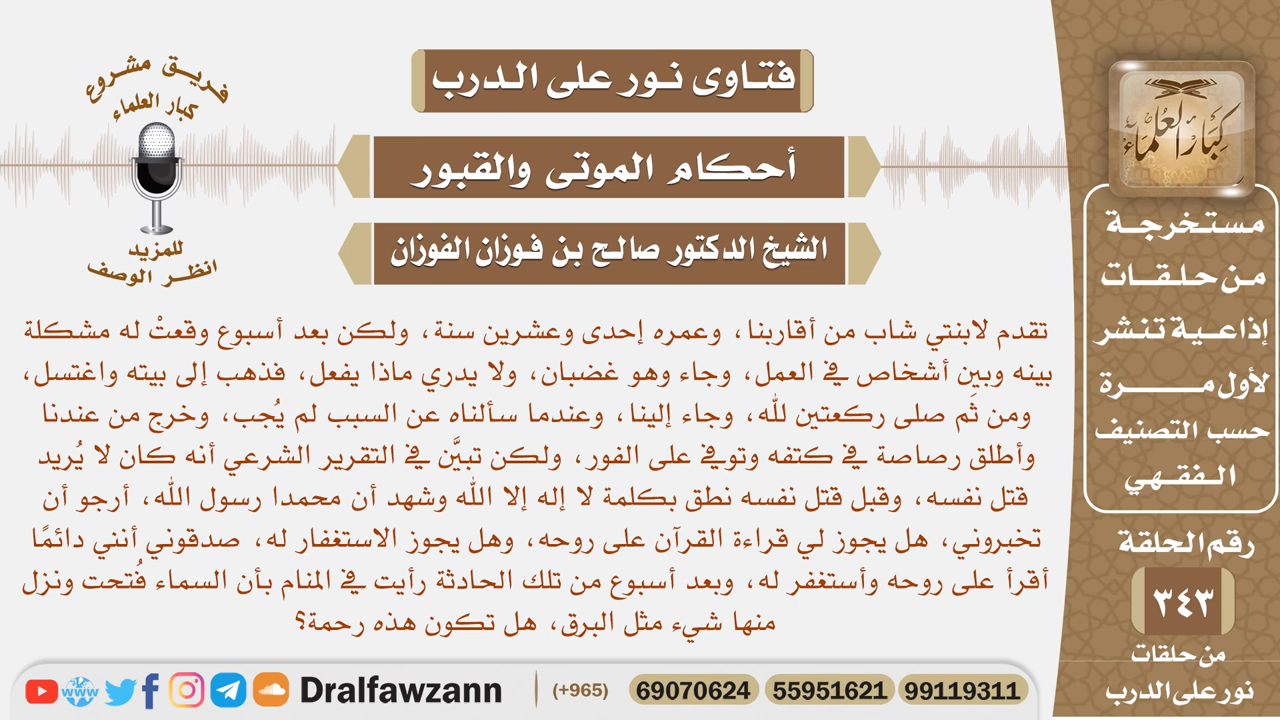 فتاوى نور على الدرب
أحكام الموتى والقبور
الشيخ الدكتور صالح بن فوزان الفوزان
فريق مشروع
كبار العلماء
للمزيد
انظر الوصف
تقدم لابنتي شاب من أقاربنا، وعمره إحدى وعشرين سنة، ولكن بعد أسبوع وقعتْ له مشكلة
بينه وبين أشخاص في العمل، وجاء وهو غضبان، ولا يدري ماذا يفعل، فذهب إلى بيته واغتسل،
ومن ثَم صلى ركعتين لله، وجاء إلينا، وعندما سألناه عن السبب لم يُجب، وخرج من عندنا
وأطلق رصاصة في كتفه وتوفي على الفور، ولكن تبيَّن في التقرير الشرعي أنه كان لا يُريد
قتل نفسه، وقبل قتل نفسه نطق بكلمة لا إله إلا الله وشهد أن محمدا رسول الله، أرجو أن
تخبروني، هل يجوز لي قراءة القرآن على روحه، وهل يجوز الاستغفار له، صدقوني أنني دائمًا
أقرأ على روحه وأستغفر له، وبعد أسبوع من تلك الحادثة رأيت في المنام بأن السماء فُتحت ونزل
منها شيء مثل البرق، هل تكون هذه رحمة؟
كبار العلماء
مستخرجة
من حلقات
إذاعية تنشر
لأول مرة
حسب التصنيف
الفقهي
رقم الحلقة
٣٤٣
من حلقات
نور على الدرب
www
Dralfawzann
(+965) 69070624 55951621 99119311